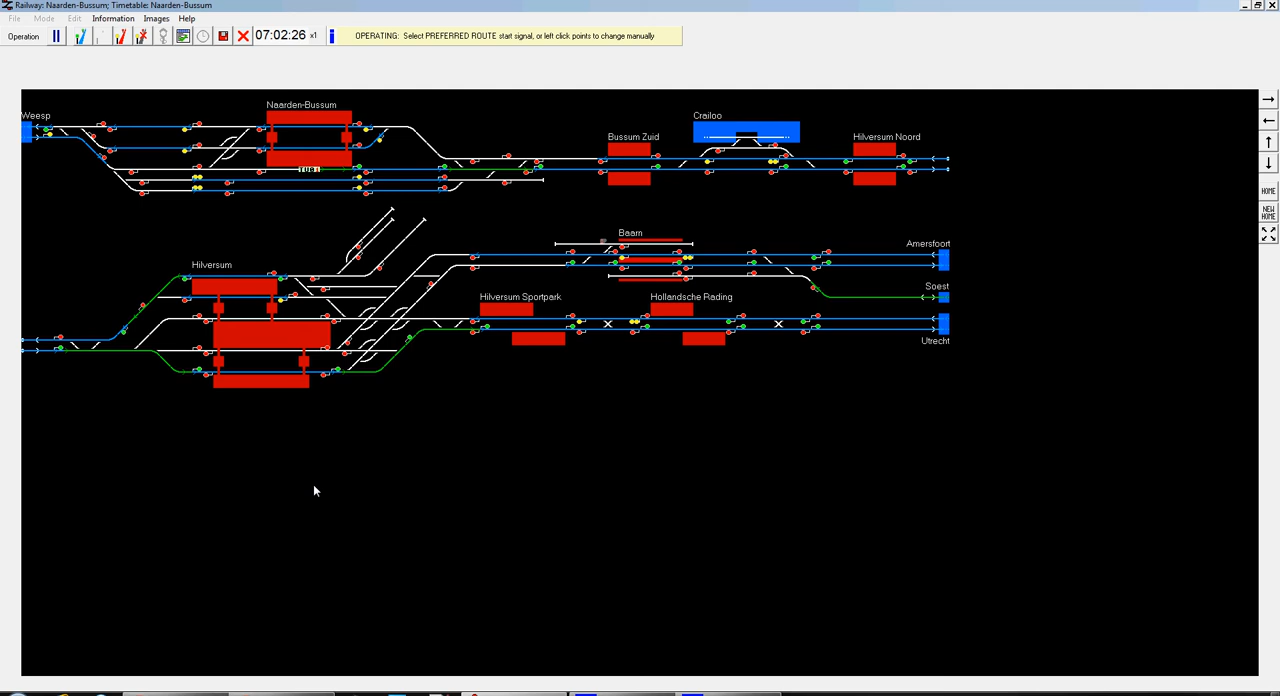 Railway: Naarden-Bussum; Timetable: Naarden-Bussum
File Mode Edit Information Images Help
Operation 07:02:26 x1 OPERATING: Select PREFERRED ROUTE start signal, or left click points to change manually
Weesp
Naarden-Bussum
Bussum Zuid
Crailoo
Hilversum Noord
HOME
NEW HOME
Hilversum
Baarn
Amersfoort
Soest
Hilversum Sportpark
Hollandsche Rading
Utrecht